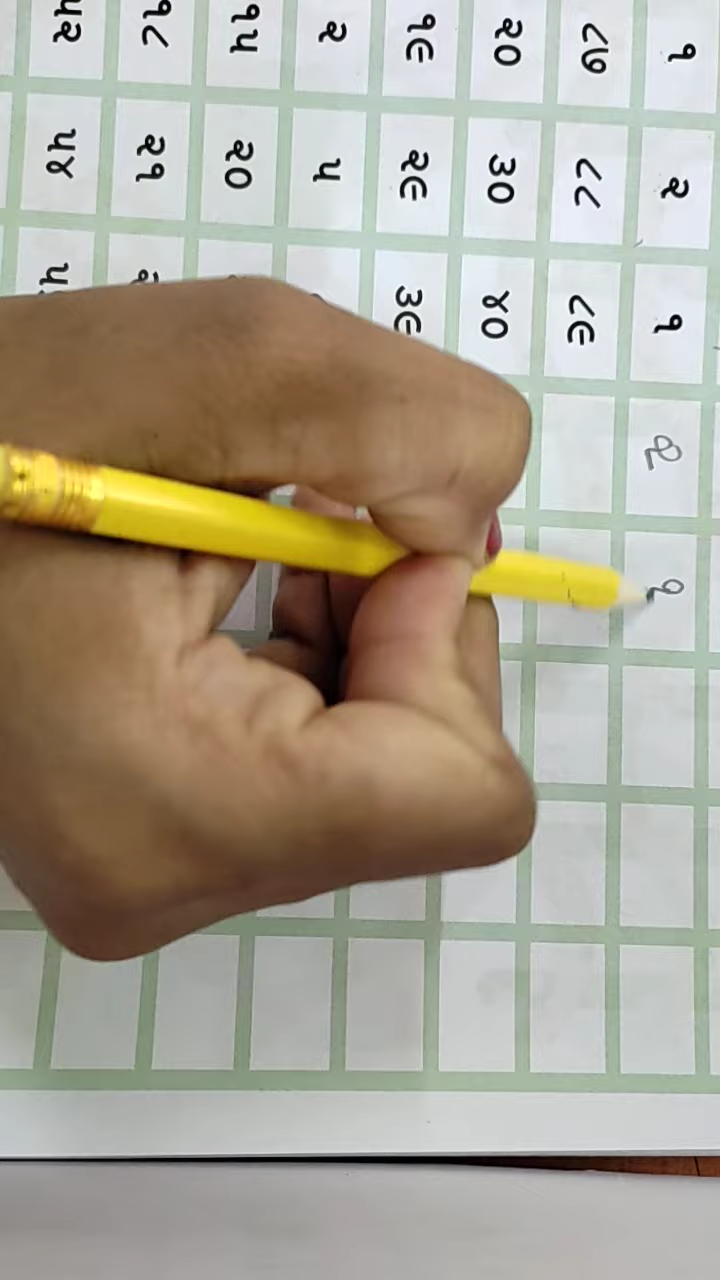 ૧ ૨ ૧ ૨ ૧
૮૭ ૮૮ ૮૯
૨૦ ૩૦ ૪૦
૧૯ ૨૯ ૩૯
૨ ૫
૧૫ ૨૦
૧૮ ૨૧
૫૨ ૫૪